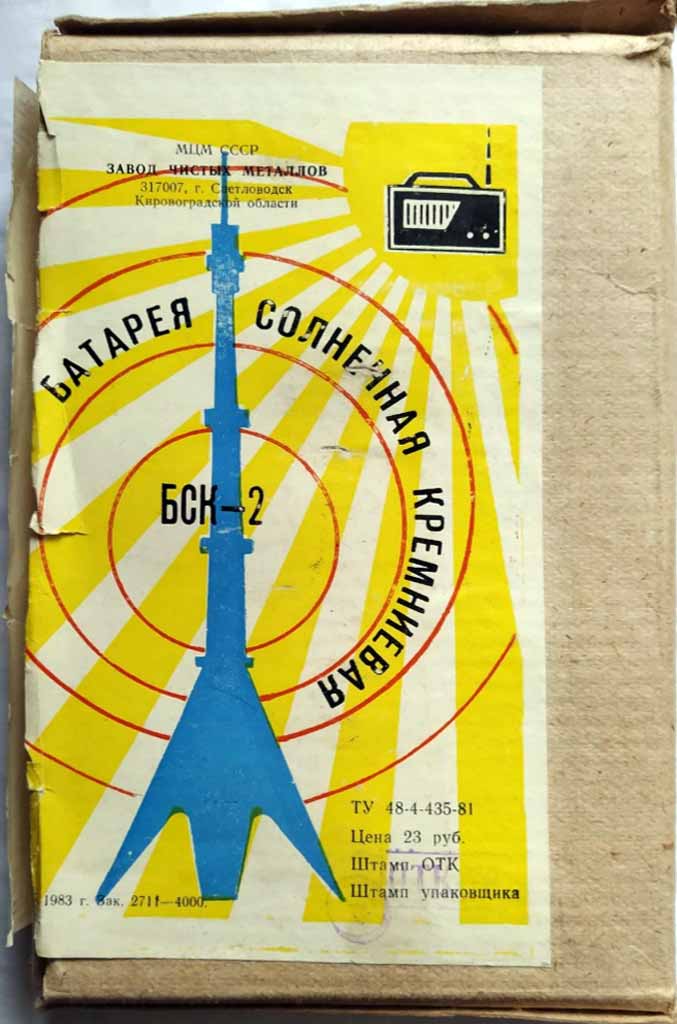 МЦМ СССР
ЗАВОД ЧИСТЫХ МЕТАЛЛОВ
317007, г. Светловодск
Кировоградской области
БАТАРЕЯ СОЛНЕЧНАЯ КРЕМНИЕВАЯ
БСК-2
ТУ 48-4-435-81
Цена 23 руб.
Штамп ОТК
ОТК
Штамп упаковщика
1983 г. Зак. 2711—4000.